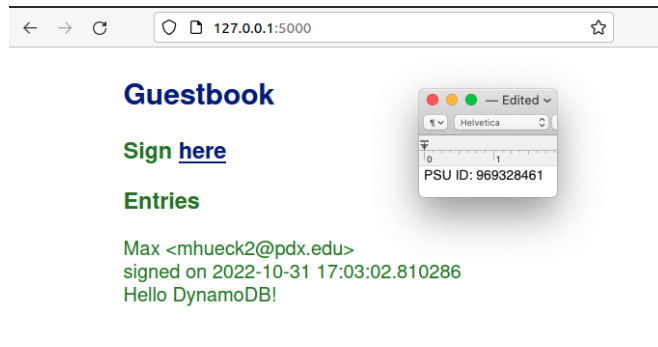 127.0.0.1:5000
Guestbook
— Edited
¶ Helvetica
0 1
PSU ID: 969328461
Sign here
Entries
Max <mhueck2@pdx.edu>
signed on 2022-10-31 17:03:02.810286
Hello DynamoDB!